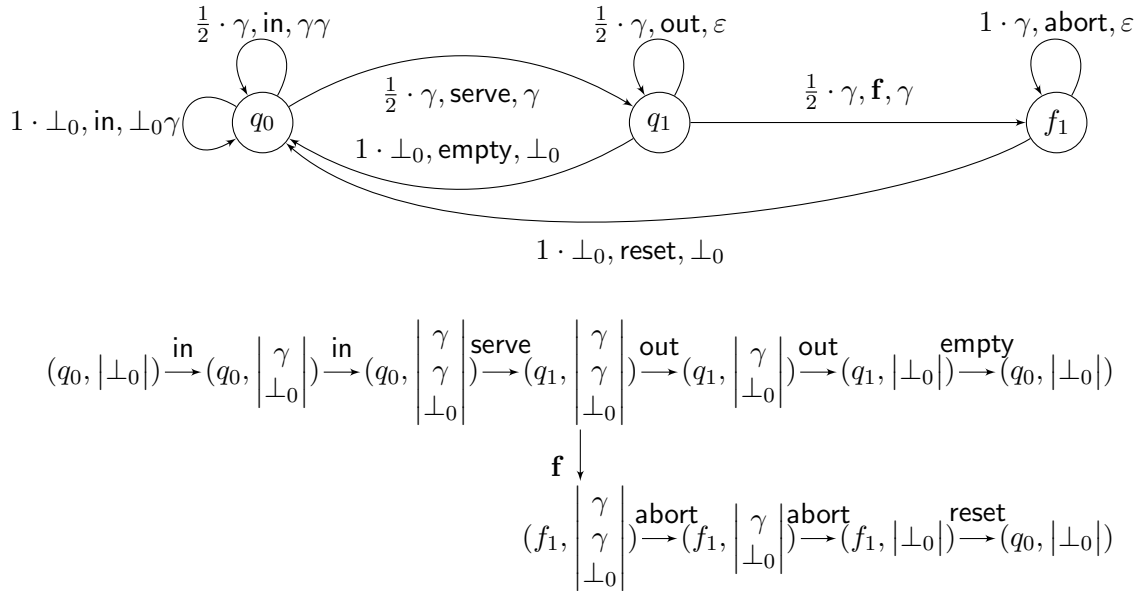 ½ · γ, in, γγ
½ · γ, out, ε
1 · γ, abort, ε
½ · γ, serve, γ
½ · γ, f, γ
1 · ⊥₀, in, ⊥₀γ
q₀
q₁
f₁
1 · ⊥₀, empty, ⊥₀
1 · ⊥₀, reset, ⊥₀
(q₀, |⊥₀|) →in (q₀, |γ ⊥₀|) →in (q₀, |γ γ ⊥₀|) →serve (q₁, |γ γ ⊥₀|) →out (q₁, |γ ⊥₀|) →out (q₁, |⊥₀|) →empty (q₀, |⊥₀|)
f
(f₁, |γ γ ⊥₀|) →abort (f₁, |γ ⊥₀|) →abort (f₁, |⊥₀|) →reset (q₀, |⊥₀|)